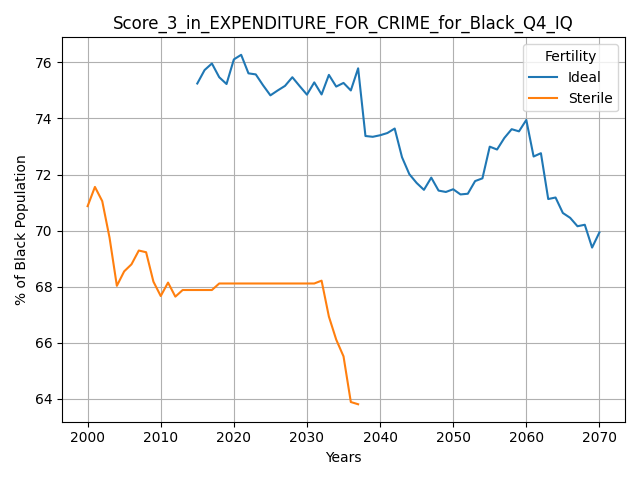 Score_3_in_EXPENDITURE_FOR_CRIME_for_Black_Q4_IQ
Fertility
Ideal
Sterile
% of Black Population
76
74
72
70
68
66
64
2000 2010 2020 2030 2040 2050 2060 2070
Years